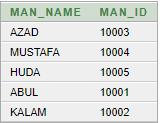 MAN_NAME MAN_ID
AZAD 10003
MUSTAFA 10004
HUDA 10005
ABUL 10001
KALAM 10002